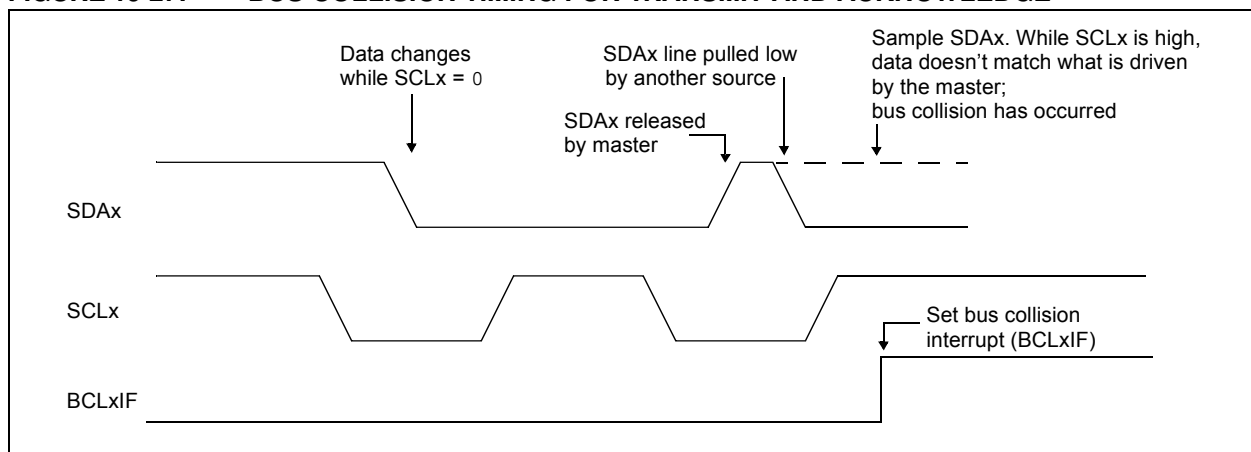 Data changes
while SCLx = 0
SDAx line pulled low
by another source
Sample SDAx. While SCLx is high,
data doesn't match what is driven
by the master;
bus collision has occurred
SDAx released
by master
SDAx
SCLx
Set bus collision
interrupt (BCLxIF)
BCLxIF